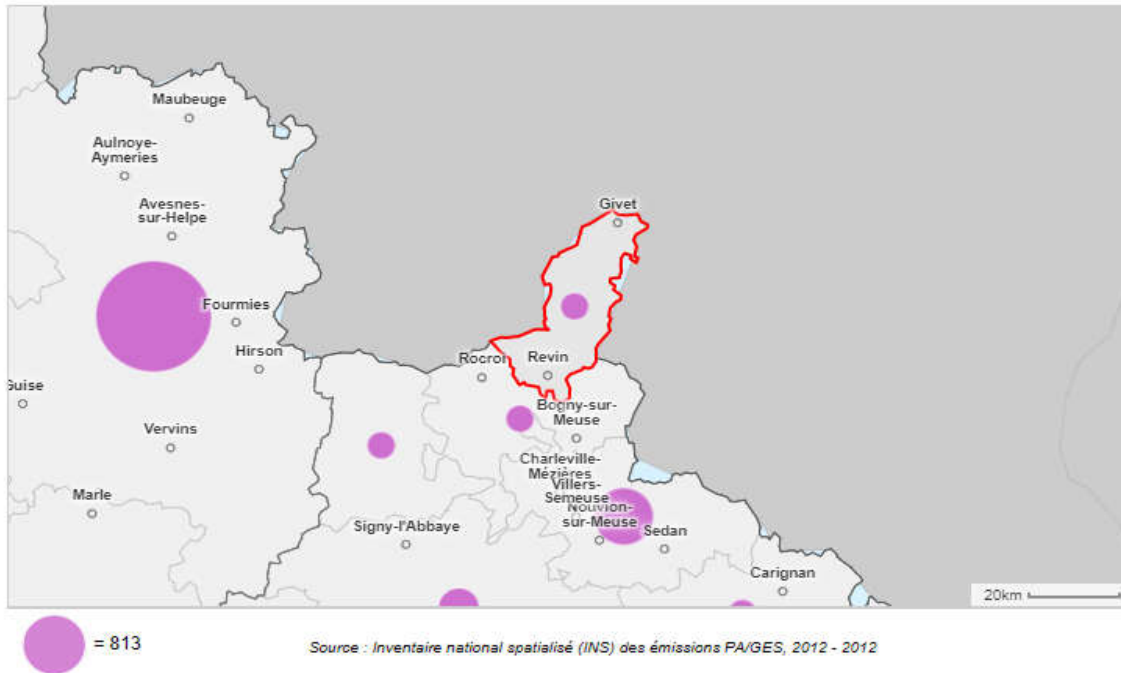 Maubeuge
Aulnoye-
Aymeries
Avesnes-
sur-Helpe
Givet
Fourmies
Hirson
Rocroi
Revin
Guise
Bogny-sur-
Meuse
Vervins
Charleville-
Mézières
Villers-
Semeuse
Marle
Nouvion-
sur-Meuse
Signy-l'Abbaye
Sedan
Carignan
20km
= 813
Source : Inventaire national spatialisé (INS) des émissions PA/GES, 2012 - 2012